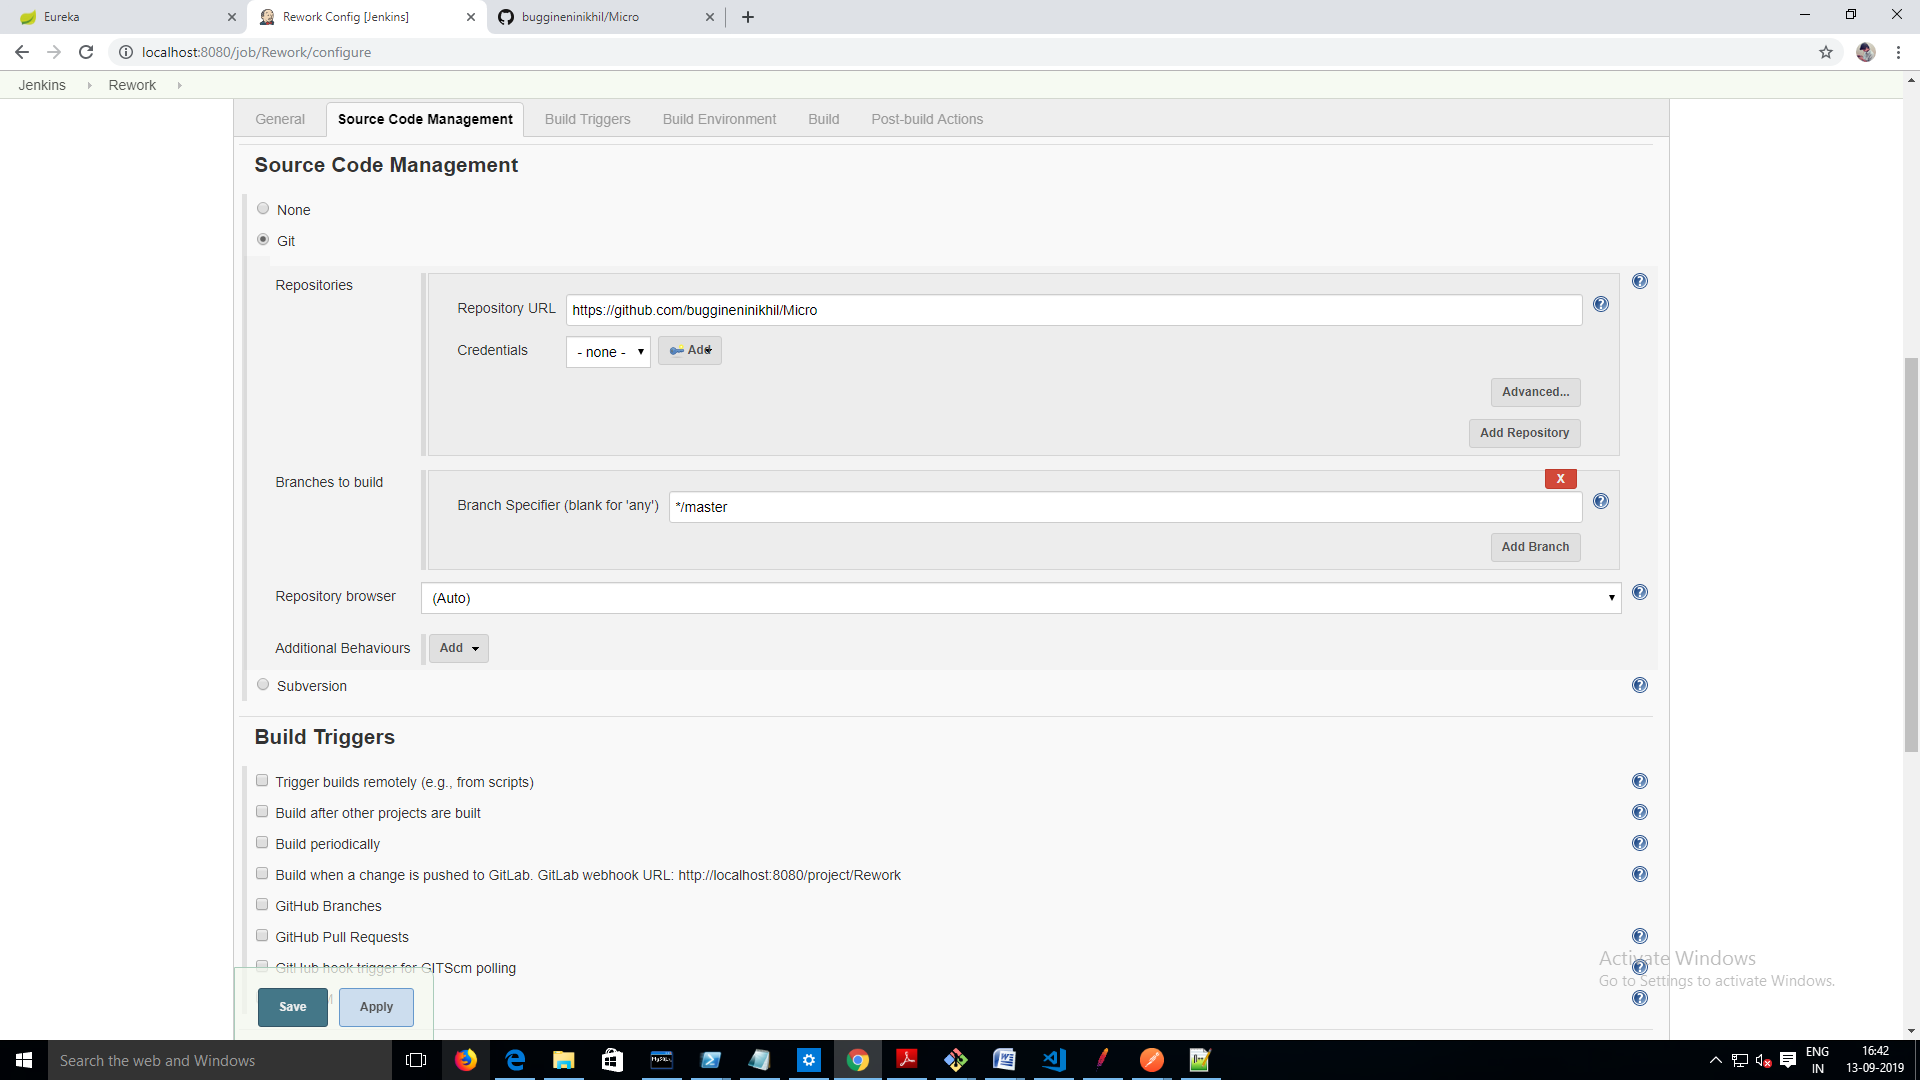 Eureka
Rework Config [Jenkins]
buggineninikhil/Micro
localhost:8080/job/Rework/configure
Jenkins
Rework
General
Source Code Management
Build Triggers
Build Environment
Build
Post-build Actions
Source Code Management
None
Git
Repositories
Repository URL
https://github.com/buggineninikhil/Micro
Credentials
- none -
Add
Advanced...
Add Repository
Branches to build
X
Branch Specifier (blank for 'any')
*/master
Add Branch
Repository browser
(Auto)
Additional Behaviours
Add
Subversion
Build Triggers
Trigger builds remotely (e.g., from scripts)
Build after other projects are built
Build periodically
Build when a change is pushed to GitLab. GitLab webhook URL: http://localhost:8080/project/Rework
GitHub Branches
GitHub Pull Requests
GitHub hook trigger for GITScm polling
Activate Windows
Go to Settings to activate Windows.
Save
Apply
Search the web and Windows
MySQL
ENG
IN
16:42
13-09-2019